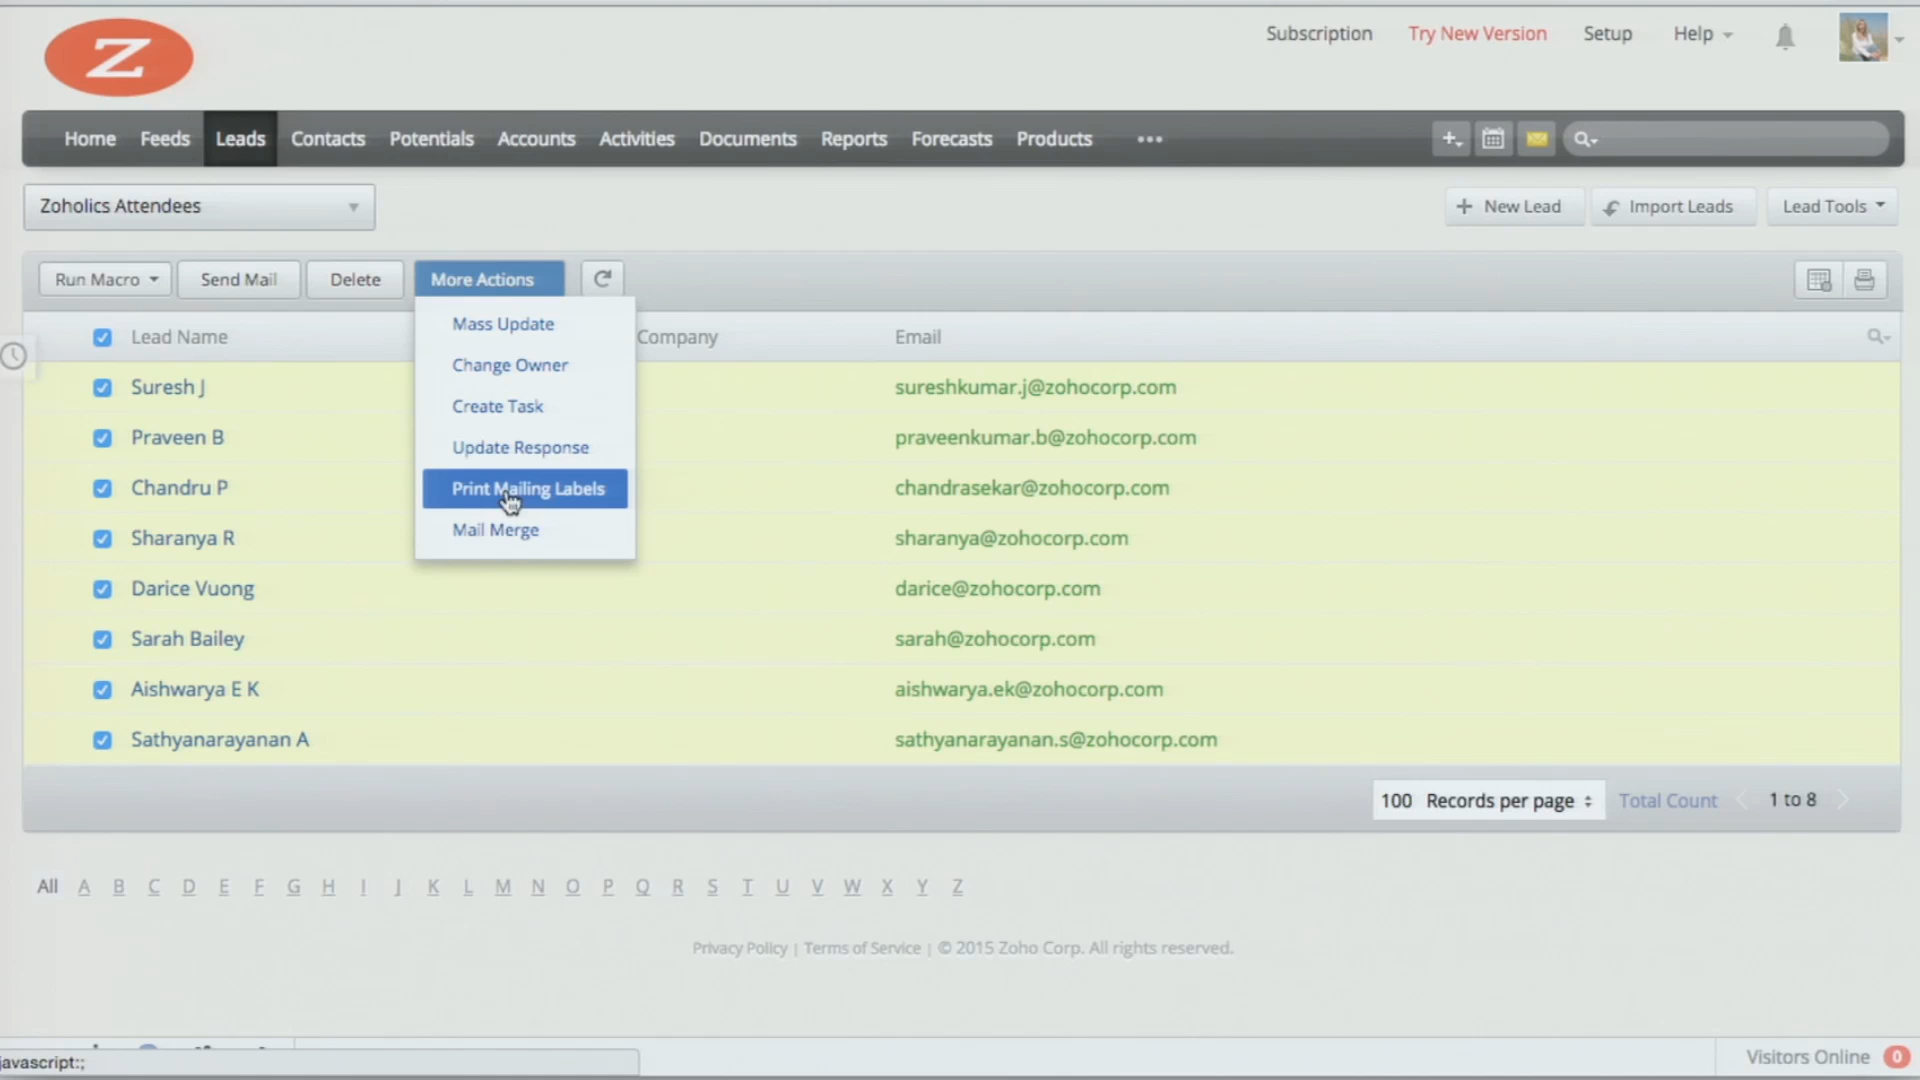 Z
Subscription Try New Version Setup Help
Home Feeds Leads Contacts Potentials Accounts Activities Documents Reports Forecasts Products •••
Zoholics Attendees
+ New Lead Import Leads Lead Tools
Run Macro Send Mail Delete More Actions
Lead Name Company Email
Mass Update
Change Owner
Create Task
Update Response
Print Mailing Labels
Mail Merge
Suresh J sureshkumar.j@zohocorp.com
Praveen B praveenkumar.b@zohocorp.com
Chandru P chandrasekar@zohocorp.com
Sharanya R sharanya@zohocorp.com
Darice Vuong darice@zohocorp.com
Sarah Bailey sarah@zohocorp.com
Aishwarya E K aishwarya.ek@zohocorp.com
Sathyanarayanan A sathyanarayanan.s@zohocorp.com
100 Records per page Total Count 1 to 8
All A B C D E F G H I J K L M N O P Q R S T U V W X Y Z
Privacy Policy | Terms of Service | © 2015 Zoho Corp. All rights reserved.
javascript:;
Visitors Online 0